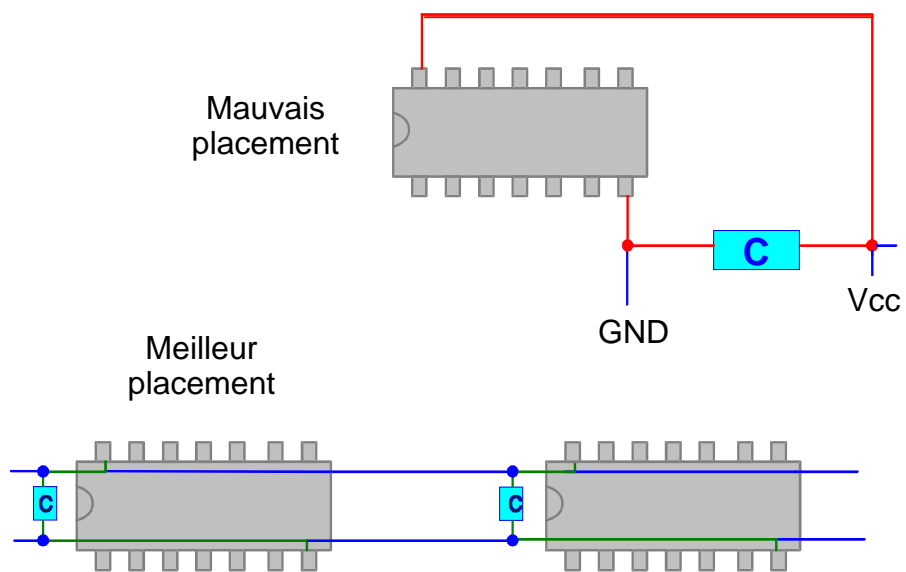 Mauvais
placement
C
Vcc
GND
Meilleur
placement
C
C